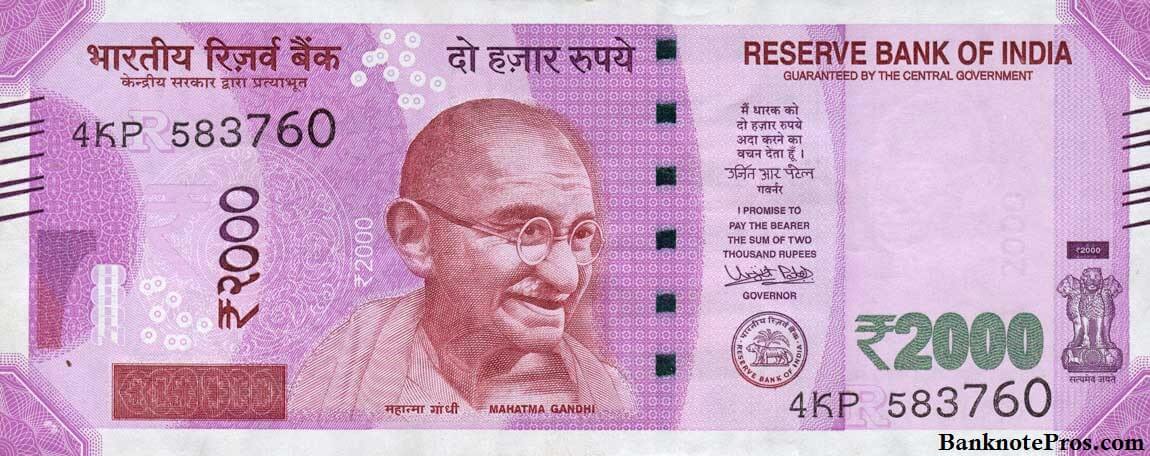 भारतीय रिज़र्व बैंक
केन्द्रीय सरकार द्वारा प्रत्याभूत
4KP 583760
₹२०००
₹2000
महात्मा गांधी
MAHATMA GANDHI
दो हज़ार रुपये
RESERVE BANK OF INDIA
GUARANTEED BY THE CENTRAL GOVERNMENT
मैं धारक को
दो हज़ार रुपये
अदा करने का
वचन देता हूँ ।
उर्जित आर पटेल
गवर्नर
I PROMISE TO
PAY THE BEARER
THE SUM OF TWO
THOUSAND RUPEES
Urjit Patel
GOVERNOR
भारतीय रिज़र्व बैंक
RESERVE BANK OF INDIA
2000
₹2000
₹2000
सत्यमेव जयते
4KP 583760
BanknotePros.com